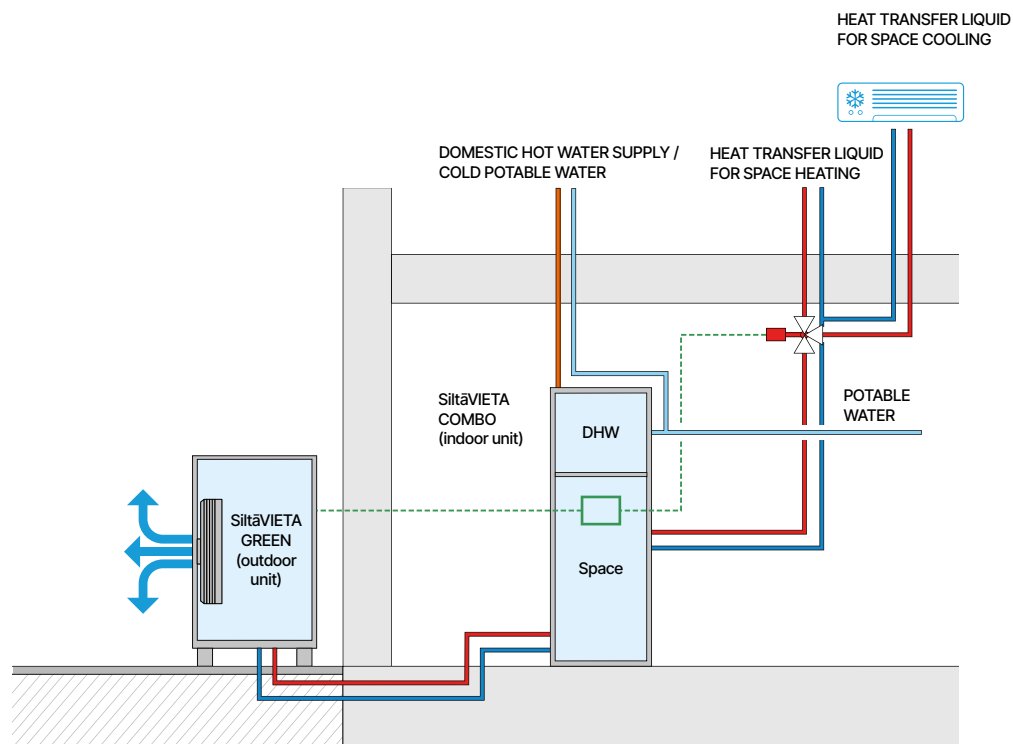 HEAT TRANSFER LIQUID
FOR SPACE COOLING
DOMESTIC HOT WATER SUPPLY /
COLD POTABLE WATER
HEAT TRANSFER LIQUID
FOR SPACE HEATING
SiltāVIETA
COMBO
(indoor unit)
DHW
POTABLE
WATER
SiltāVIETA
GREEN
(outdoor
unit)
Space